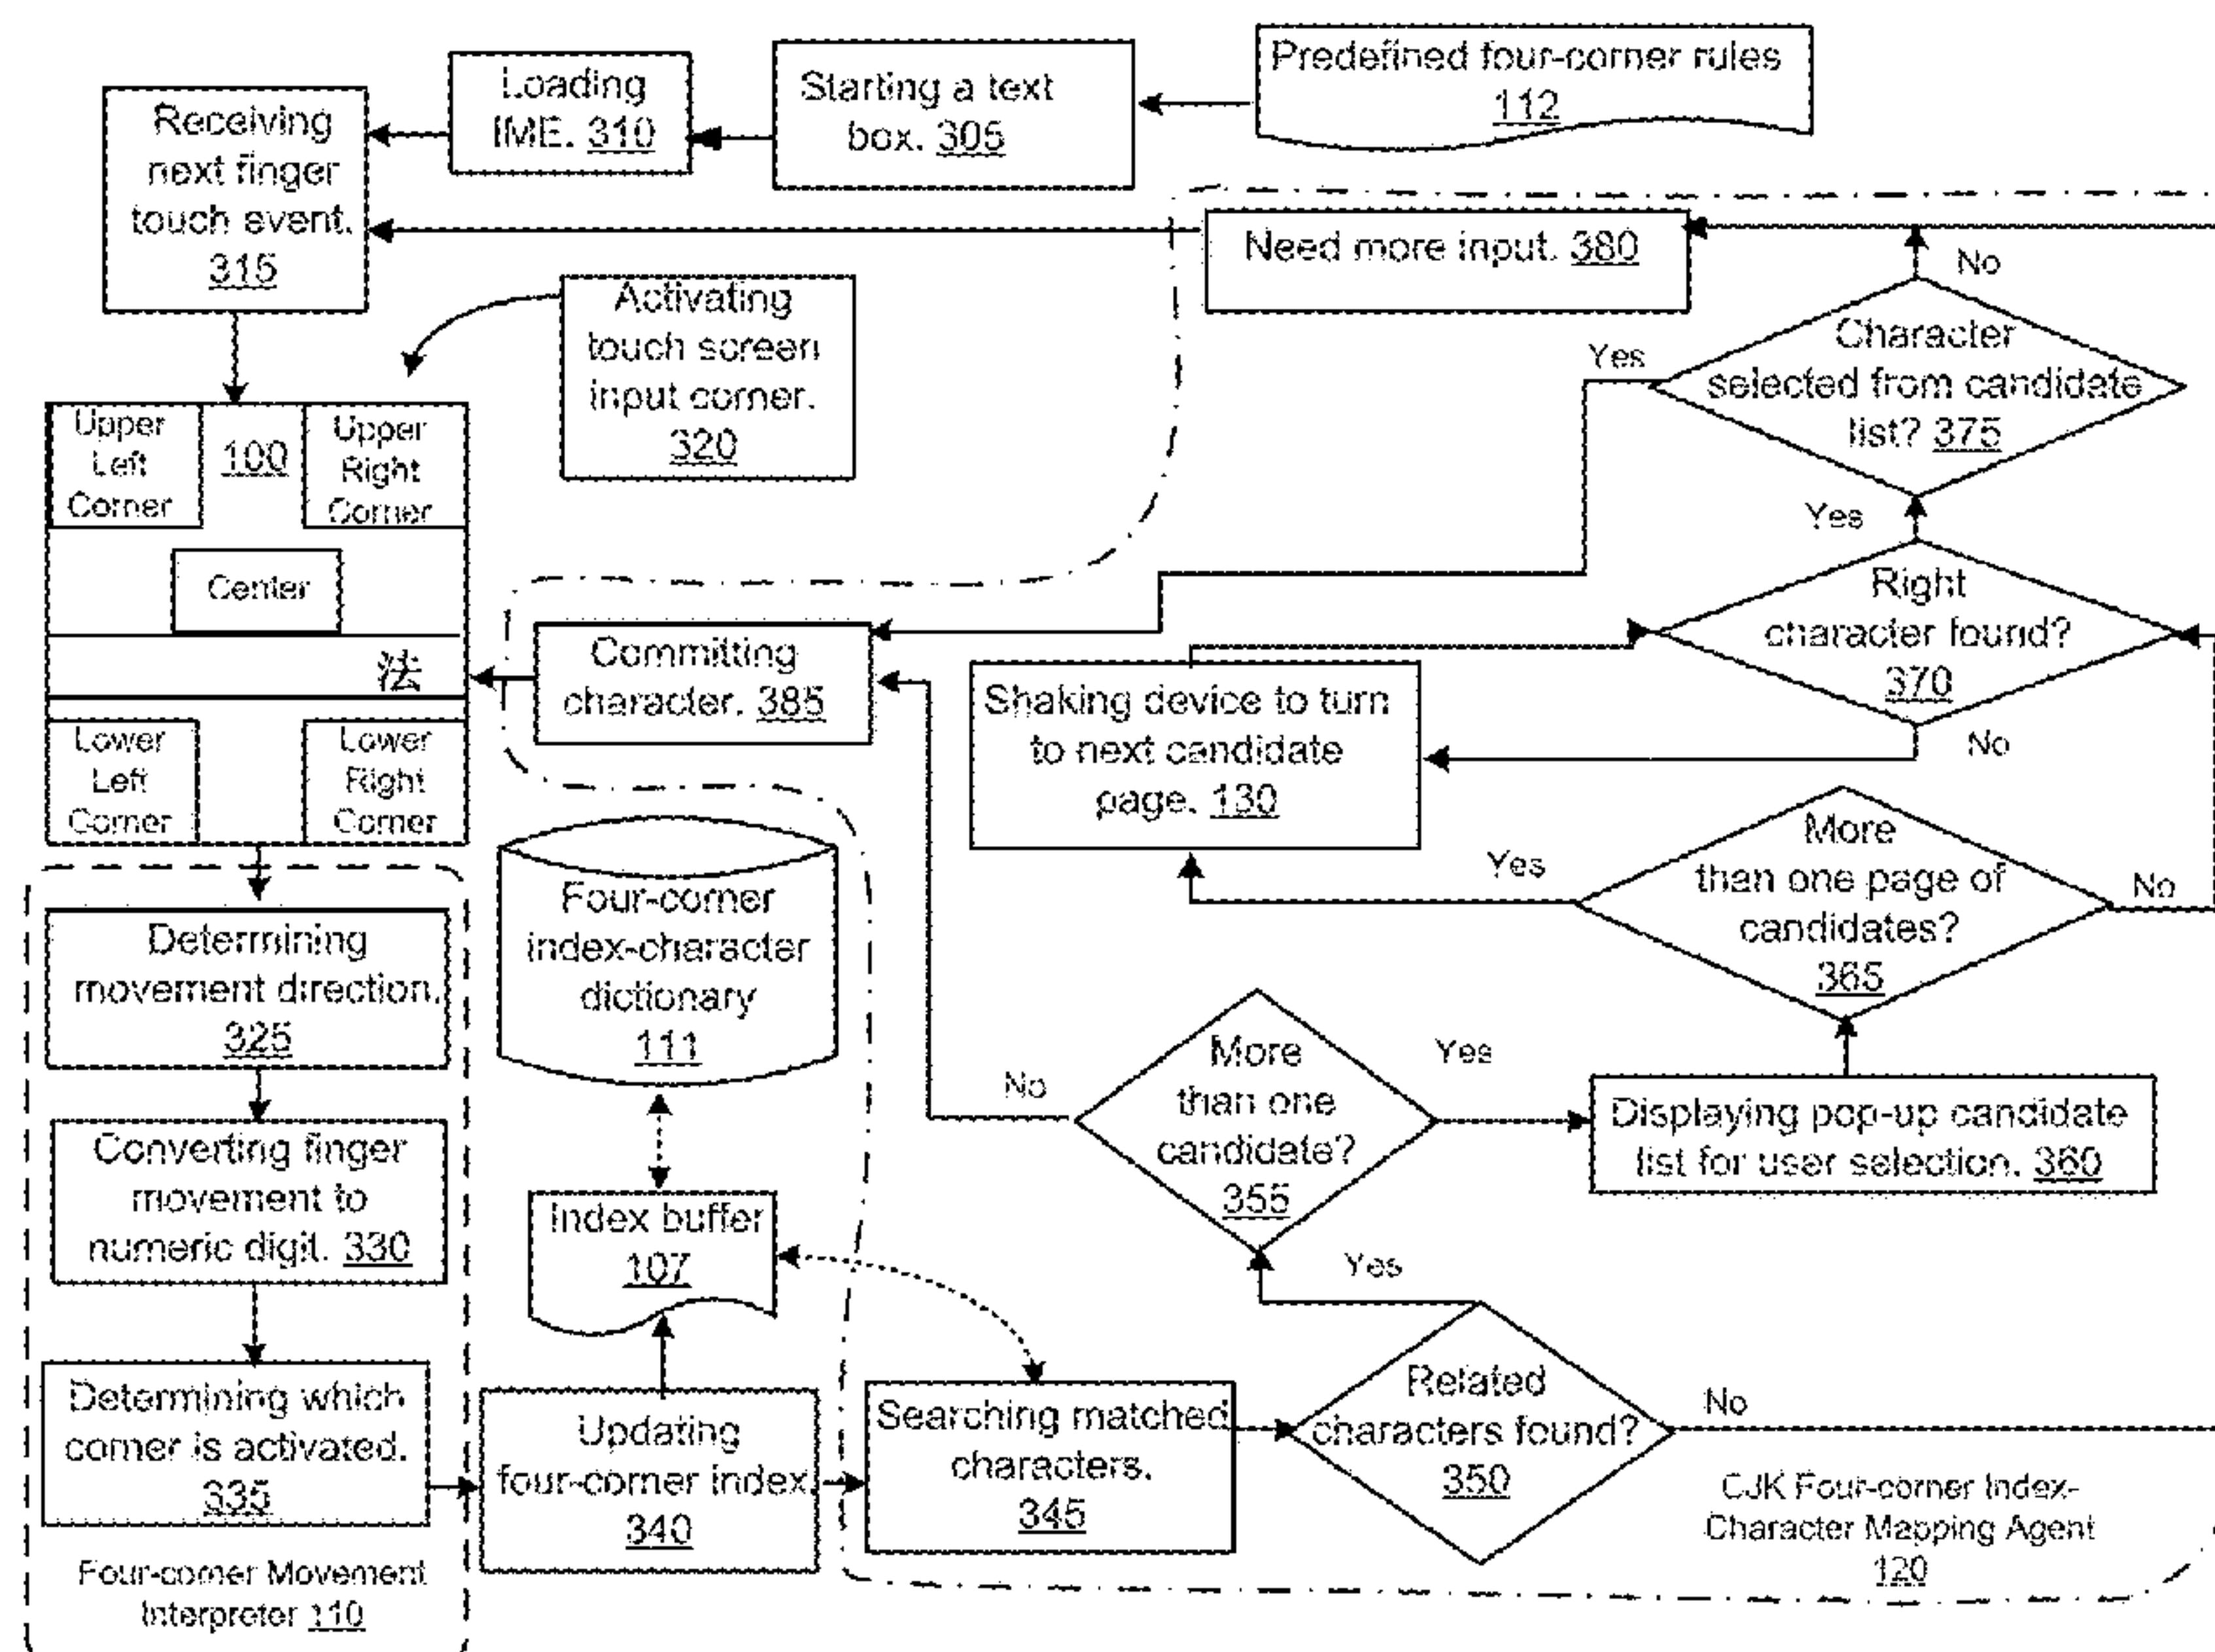 Predefined four-corner rules
112
Starting a text
box. 305
Loading
IME. 310
Receiving
next finger
touch event.
315
Need more input. 380
No
Activating
touch screen
input corner.
320
Character
selected from candidate
list? 375
Yes
Upper
Left
Corner
100
Upper
Right
Corner
Center
法
Lower
Left
Corner
Lower
Right
Corner
Yes
Right
character found?
370
No
Committing
character. 385
Shaking device to turn
to next candidate
page. 130
Yes
More
than one page of
candidates?
365
No
Four-corner
index-character
dictionary
111
Determining
movement direction.
325
More
than one
candidate?
355
No
Yes
Displaying pop-up candidate
list for user selection. 360
Converting finger
movement to
numeric digit. 330
Index buffer
107
Yes
Determining which
corner is activated.
335
Updating
four-corner index.
340
Searching matched
characters.
345
Related
characters found?
350
No
CJK Four-corner Index-
Character Mapping Agent
120
Four-corner Movement
Interpreter 110